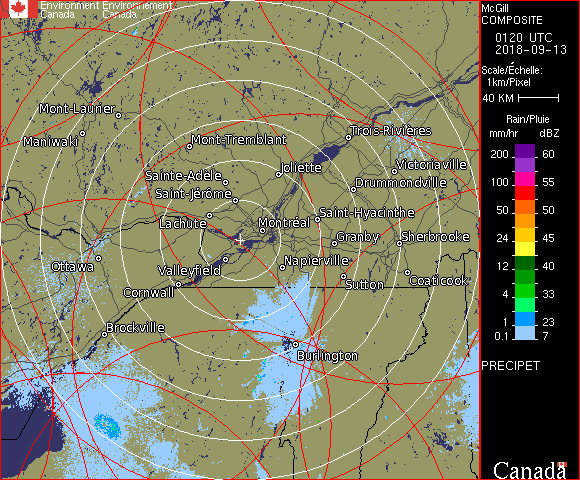 Environment Environnement
Canada Canada
McGill
COMPOSITE
0120 UTC
2018-09-13
Scale/Échelle:
1km/Pixel
40 KM
Rain/Pluie
mm/hr dBZ
200 60
150 57
100 55
50 50
24 45
12 40
4 33
1 23
0.1 7
PRECIPET
Canada
Mont-Laurier
Maniwaki
Mont-Tremblant
Trois-Rivières
Sainte-Adèle
Joliette
Victoriaville
Saint-Jérôme
Drummondville
Lachute
Montréal
Saint-Hyacinthe
Granby
Sherbrooke
Ottawa
Valleyfield
Napierville
Cornwall
Sutton
Coaticook
Brockville
Burlington